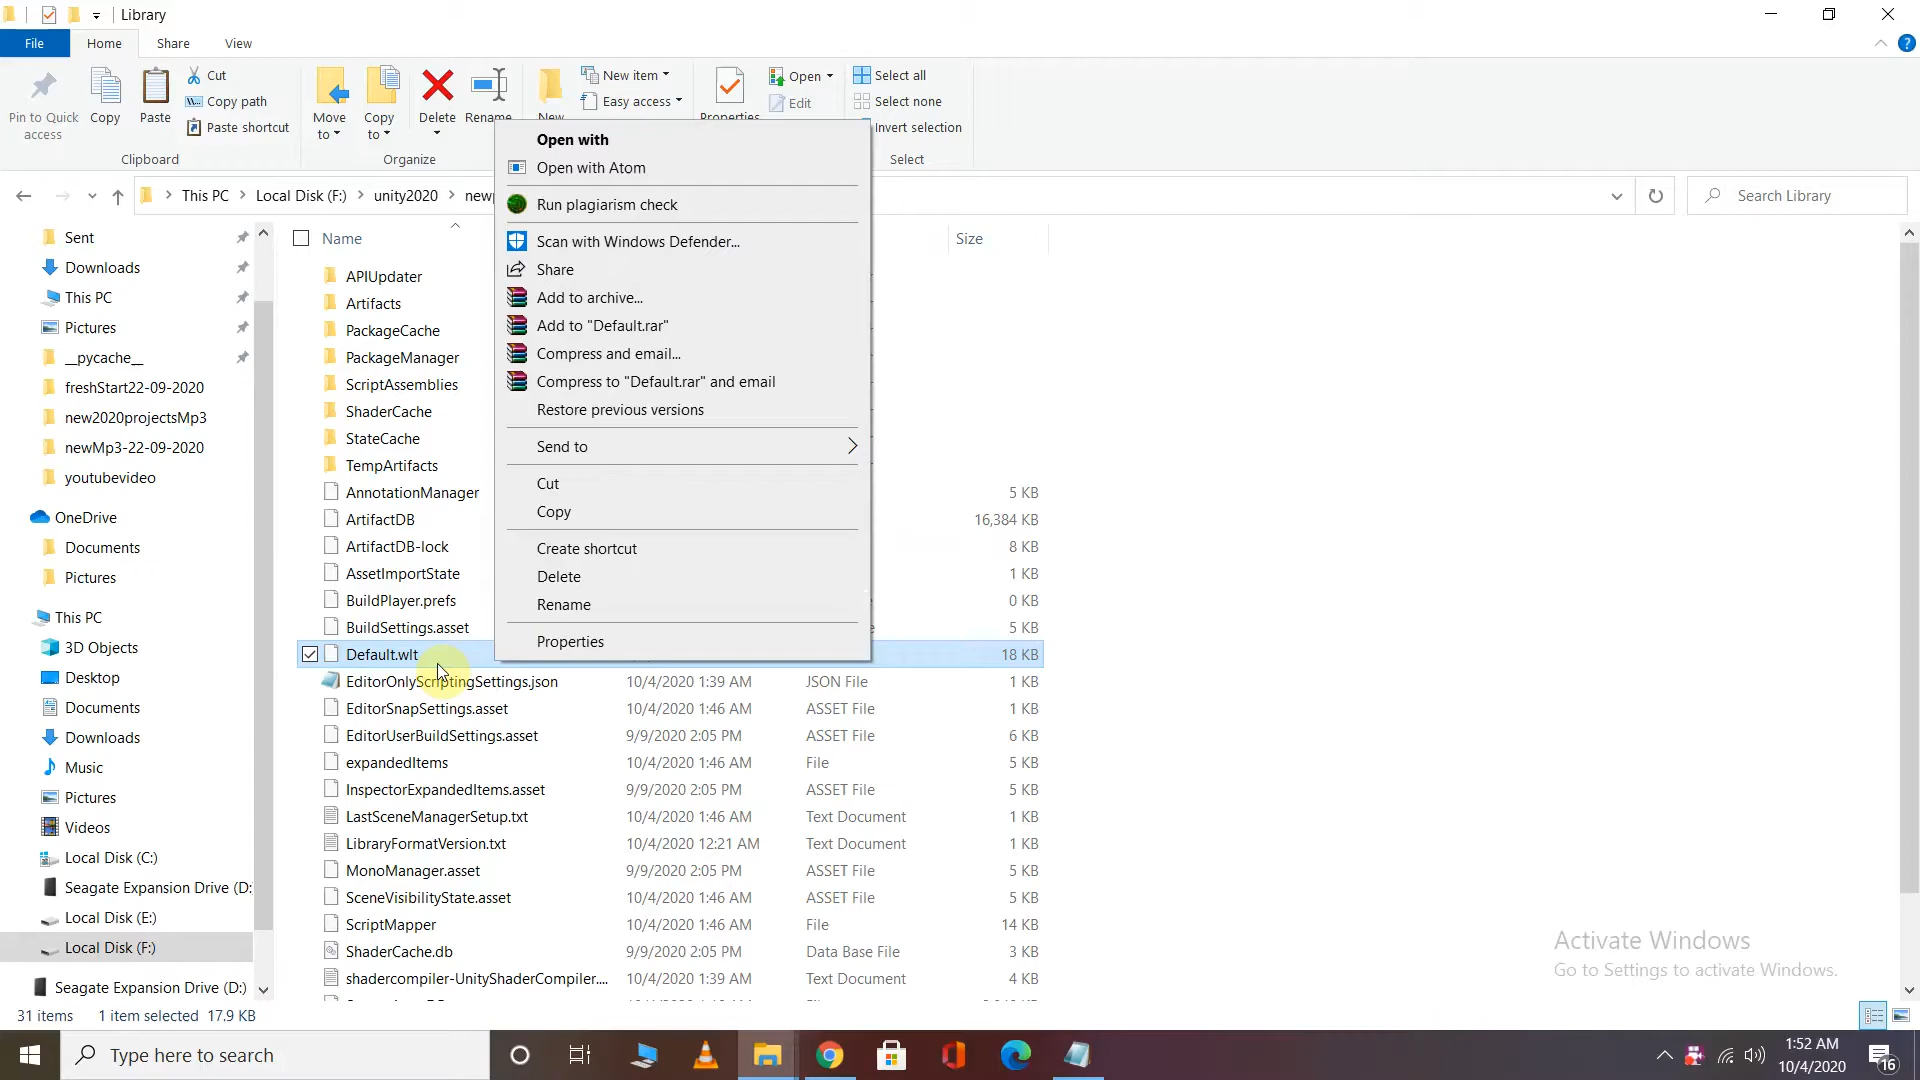 Library
File Home Share View
Pin to Quick access
Copy
Paste
Cut
Copy path
Paste shortcut
Clipboard
Move to
Copy to
Delete
Rename
Organize
New
New item
Easy access
Properties
Open
Edit
Select all
Select none
Invert selection
Select
This PC > Local Disk (F:) > unity2020 >
Search Library
Sent
Downloads
This PC
Pictures
__pycache__
freshStart22-09-2020
new2020projectsMp3
newMp3-22-09-2020
youtubevideo
OneDrive
Documents
Pictures
This PC
3D Objects
Desktop
Documents
Downloads
Music
Pictures
Videos
Local Disk (C:)
Seagate Expansion Drive (D:
Local Disk (E:)
Local Disk (F:)
Seagate Expansion Drive (D:)
Name Size
APIUpdater
Artifacts
PackageCache
PackageManager
ScriptAssemblies
ShaderCache
StateCache
TempArtifacts
AnnotationManager 5 KB
ArtifactDB 16,384 KB
ArtifactDB-lock 8 KB
AssetImportState 1 KB
BuildPlayer.prefs 0 KB
BuildSettings.asset 5 KB
Default.wlt 18 KB
EditorOnlyScriptingSettings.json 10/4/2020 1:39 AM JSON File 1 KB
EditorSnapSettings.asset 10/4/2020 1:46 AM ASSET File 1 KB
EditorUserBuildSettings.asset 9/9/2020 2:05 PM ASSET File 6 KB
expandedItems 10/4/2020 1:46 AM File 5 KB
InspectorExpandedItems.asset 9/9/2020 2:05 PM ASSET File 5 KB
LastSceneManagerSetup.txt 10/4/2020 1:46 AM Text Document 1 KB
LibraryFormatVersion.txt 10/4/2020 12:21 AM Text Document 1 KB
MonoManager.asset 9/9/2020 2:05 PM ASSET File 5 KB
SceneVisibilityState.asset 10/4/2020 1:46 AM ASSET File 5 KB
ScriptMapper 10/4/2020 1:46 AM File 14 KB
ShaderCache.db 9/9/2020 2:05 PM Data Base File 3 KB
shadercompiler-UnityShaderCompiler.... 10/4/2020 1:39 AM Text Document 4 KB
Open with
Open with Atom
Run plagiarism check
Scan with Windows Defender...
Share
Add to archive...
Add to "Default.rar"
Compress and email...
Compress to "Default.rar" and email
Restore previous versions
Send to
Cut
Copy
Create shortcut
Delete
Rename
Properties
Activate Windows
Go to Settings to activate Windows.
31 items 1 item selected 17.9 KB
Type here to search
1:52 AM
10/4/2020
16